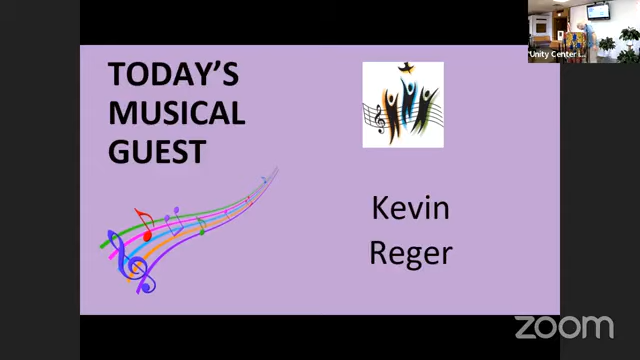 TODAY'S
MUSICAL
GUEST
Kevin
Reger
Unity Center
zoom